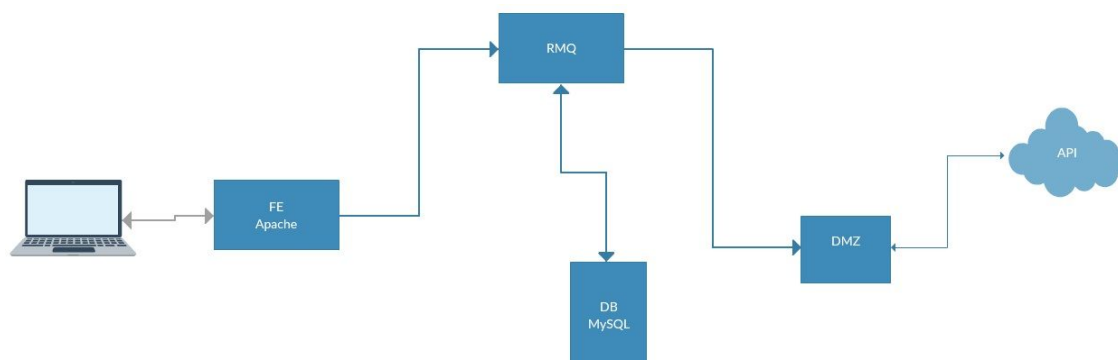 RMQ
API
FE
Apache
DMZ
DB
MySQL